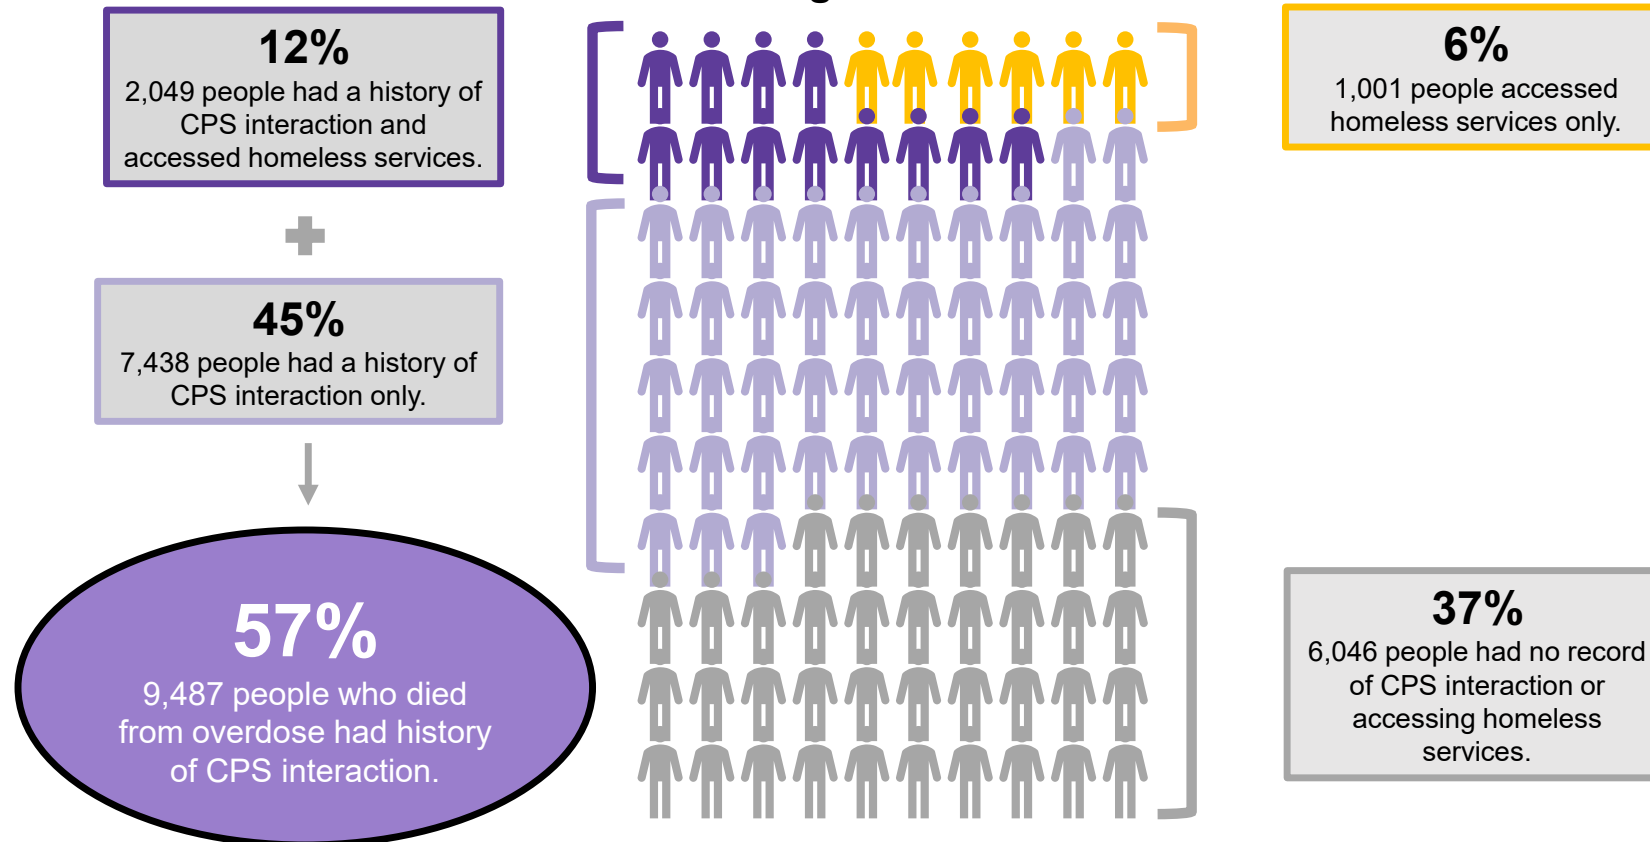 12%
2,049 people had a history of
CPS interaction and
accessed homeless services.
45%
7,438 people had a history of
CPS interaction only.
57%
9,487 people who died
from overdose had history
of CPS interaction.
6%
1,001 people accessed
homeless services only.
37%
6,046 people had no record
of CPS interaction or
accessing homeless
services.